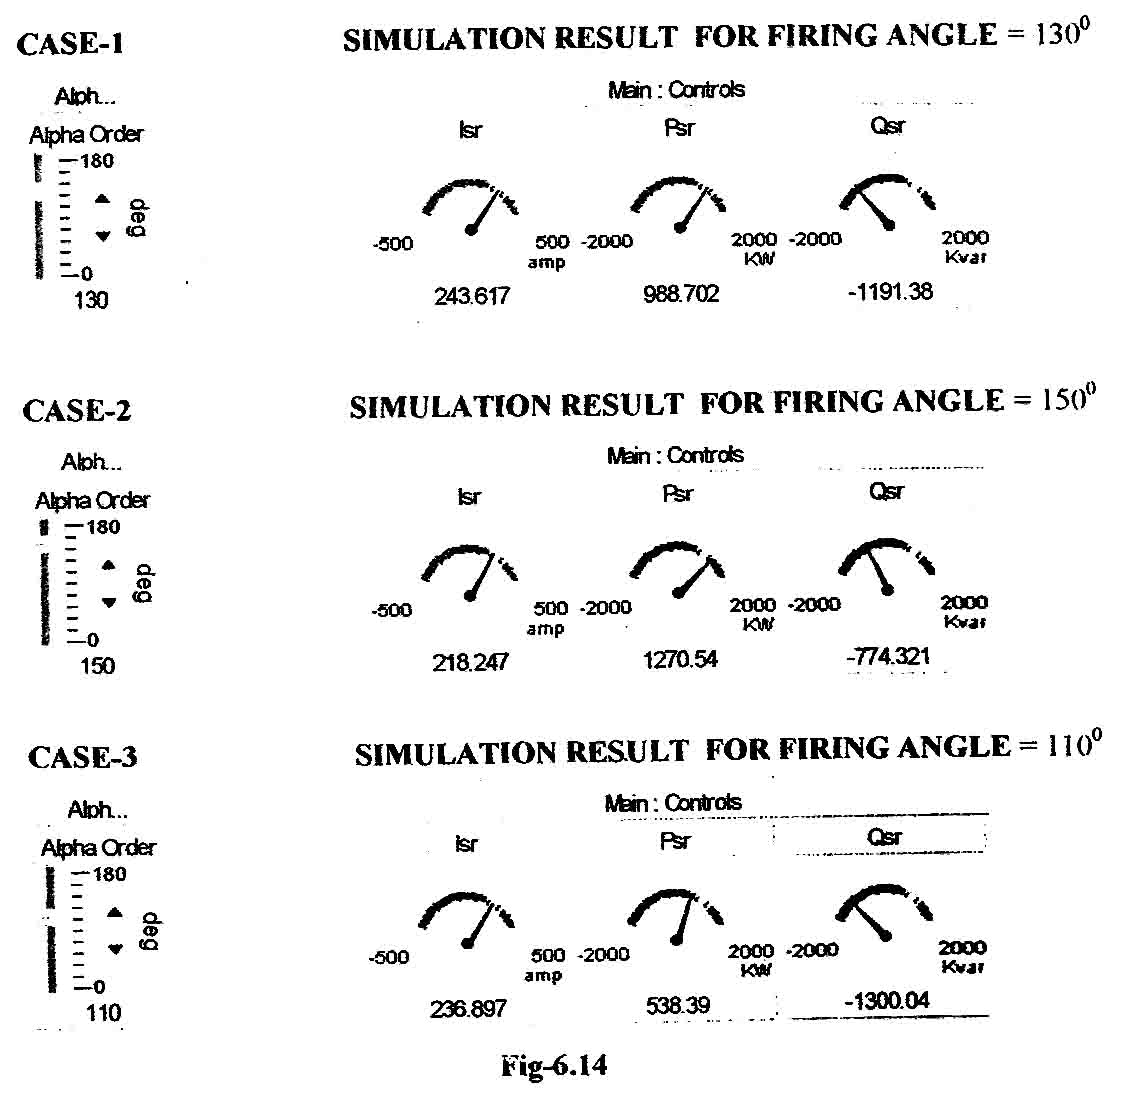 CASE-1 SIMULATION RESULT FOR FIRING ANGLE = 130⁰
Alph... Main : Controls
Alpha Order Isr Psr Qsr
180
deg
-500 500 -2000 2000 -2000 2000
amp KW Kvar
0
130 243.617 988.702 -1191.38
CASE-2 SIMULATION RESULT FOR FIRING ANGLE = 150⁰
Alph... Main : Controls
Alpha Order Isr Psr Qsr
180
deg
-500 500 -2000 2000 -2000 2000
amp KW Kvar
0
150 218.247 1270.54 -774.321
CASE-3 SIMULATION RESULT FOR FIRING ANGLE = 110⁰
Alph... Main : Controls
Alpha Order Isr Psr Qsr
180
deg
-500 500 -2000 2000 -2000 2000
amp KW Kvar
0
110 236.897 538.39 -1300.04
Fig-6.14